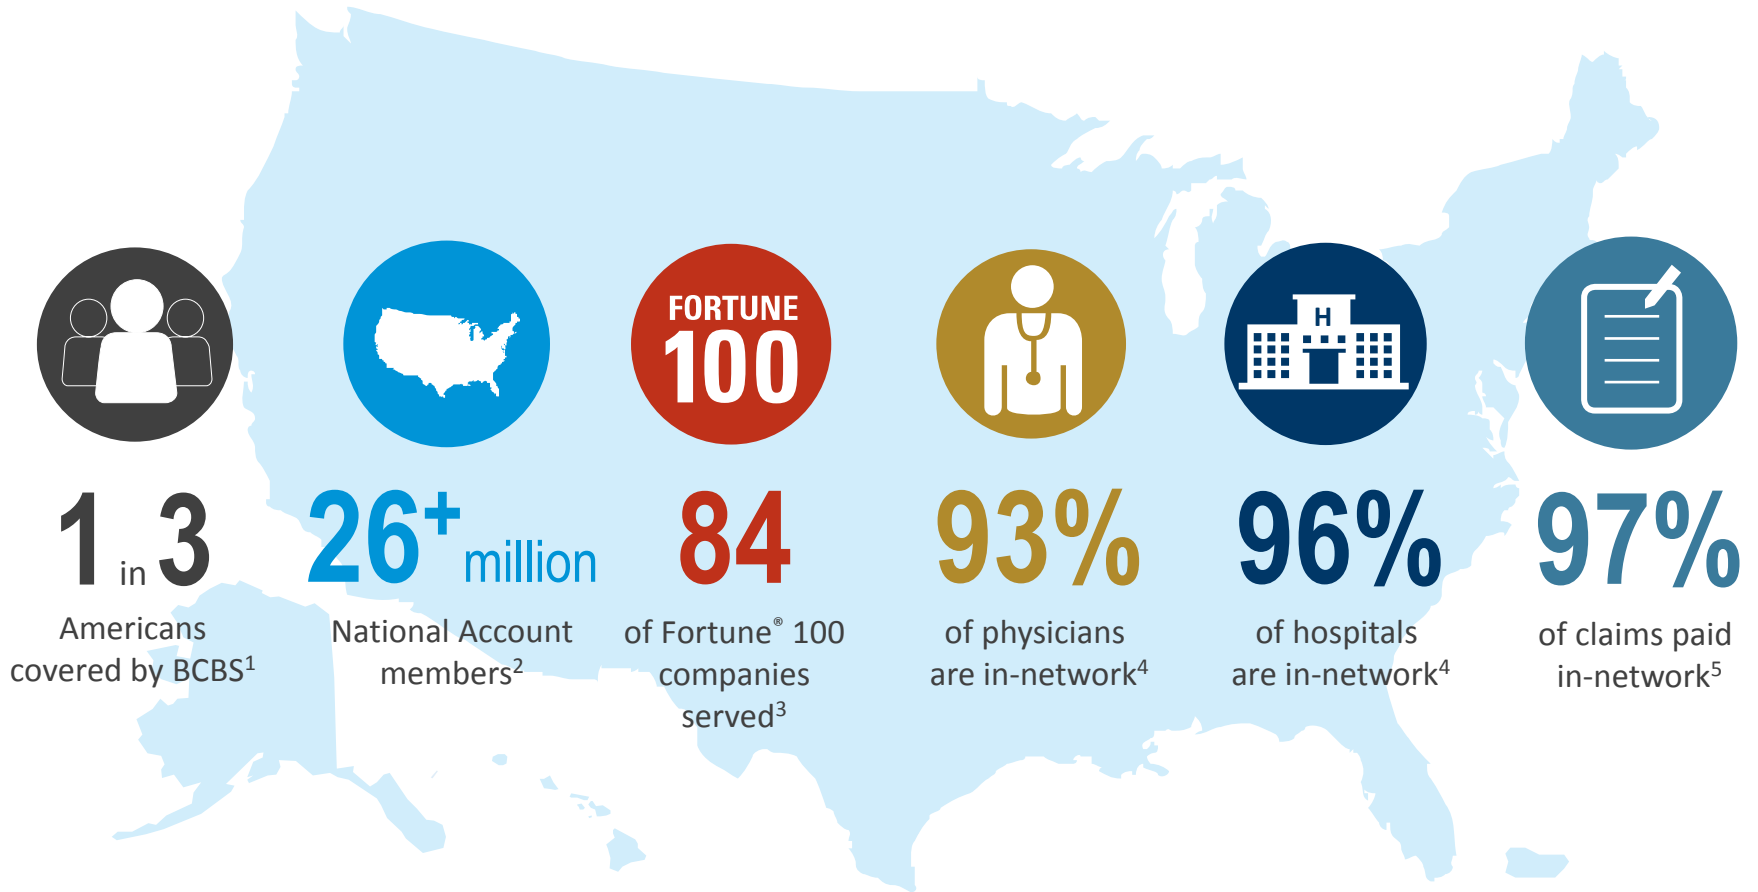 FORTUNE
100
H
1 in 3
Americans
covered by BCBS1
26+ million
National Account
members2
84
of Fortune® 100
companies
served3
93%
of physicians
are in-network4
96%
of hospitals
are in-network4
97%
of claims paid
in-network5